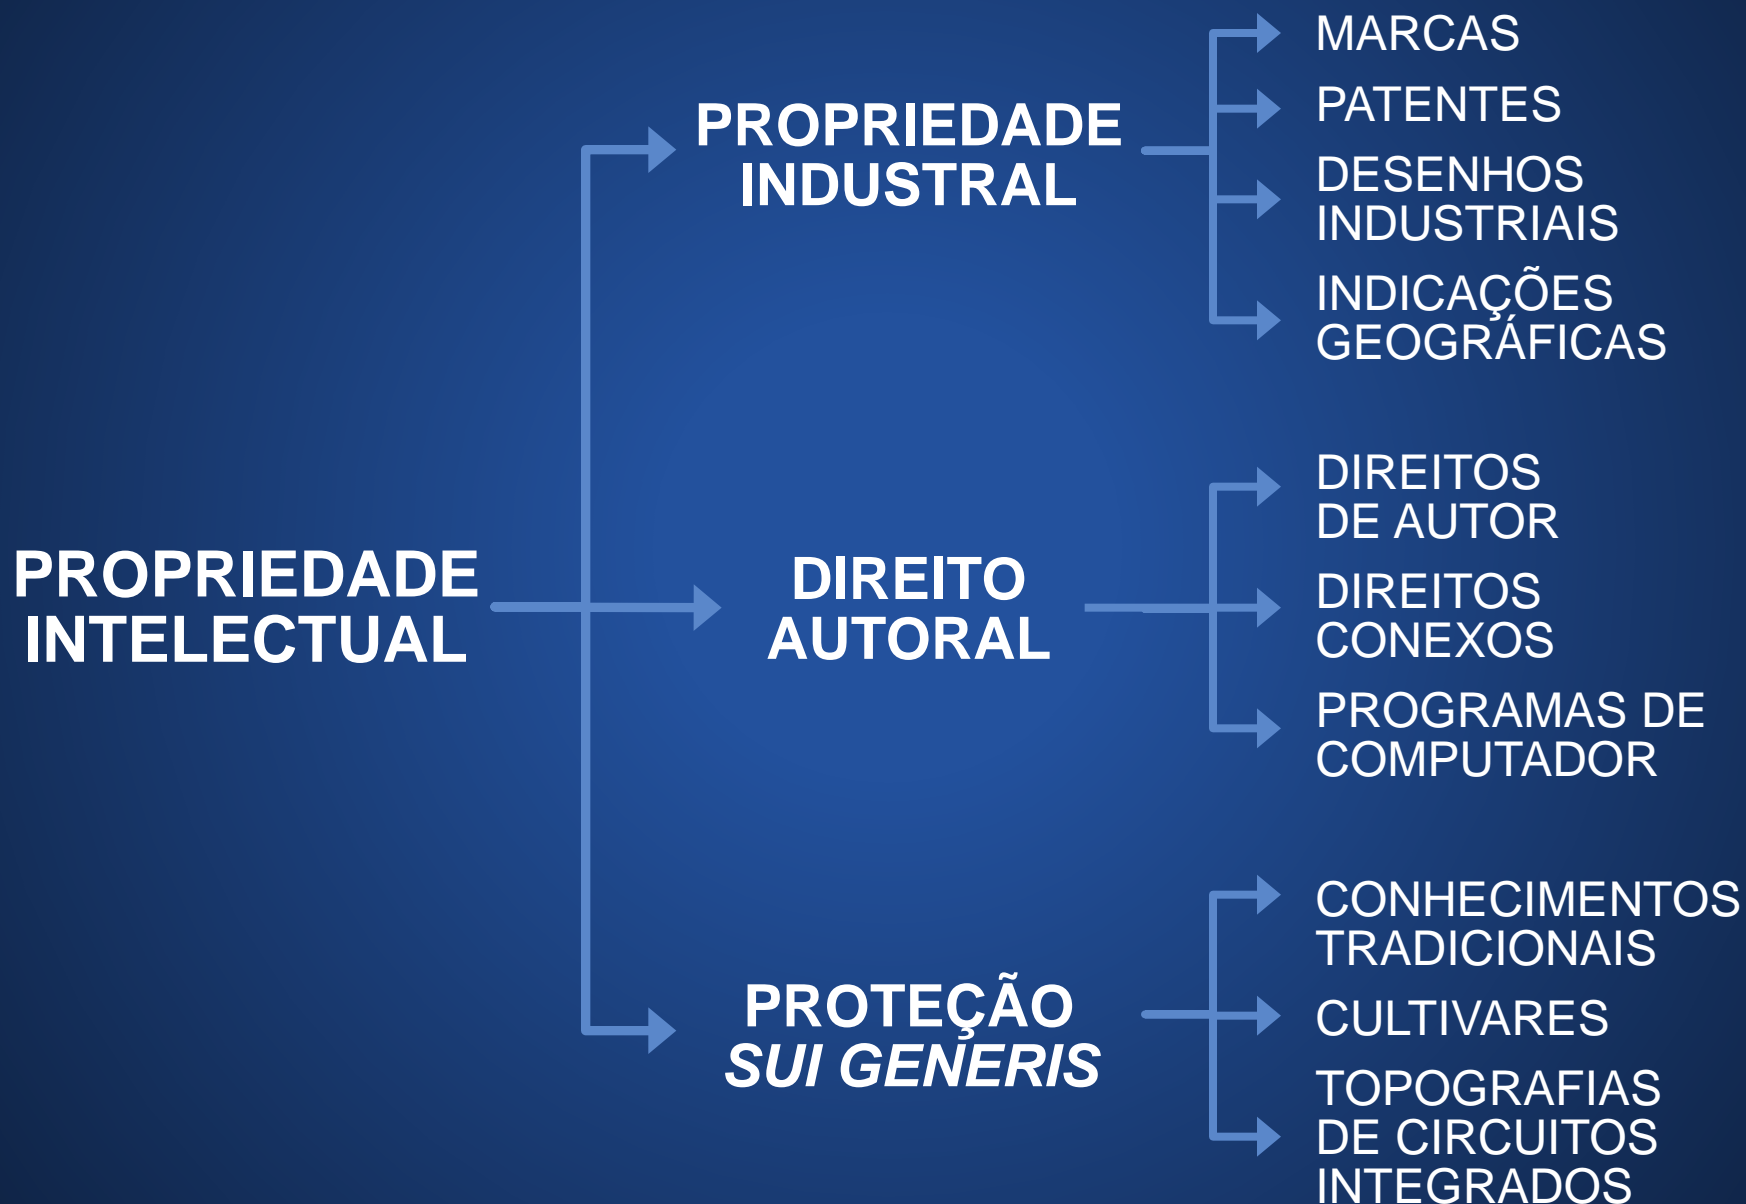 PROPRIEDADE
INTELECTUAL
PROPRIEDADE
INDUSTRAL
MARCAS
PATENTES
DESENHOS
INDUSTRIAIS
INDICAÇÕES
GEOGRÁFICAS
DIREITO
AUTORAL
DIREITOS
DE AUTOR
DIREITOS
CONEXOS
PROGRAMAS DE
COMPUTADOR
PROTEÇÃO
SUI GENERIS
CONHECIMENTOS
TRADICIONAIS
CULTIVARES
TOPOGRAFIAS
DE CIRCUITOS
INTEGRADOS